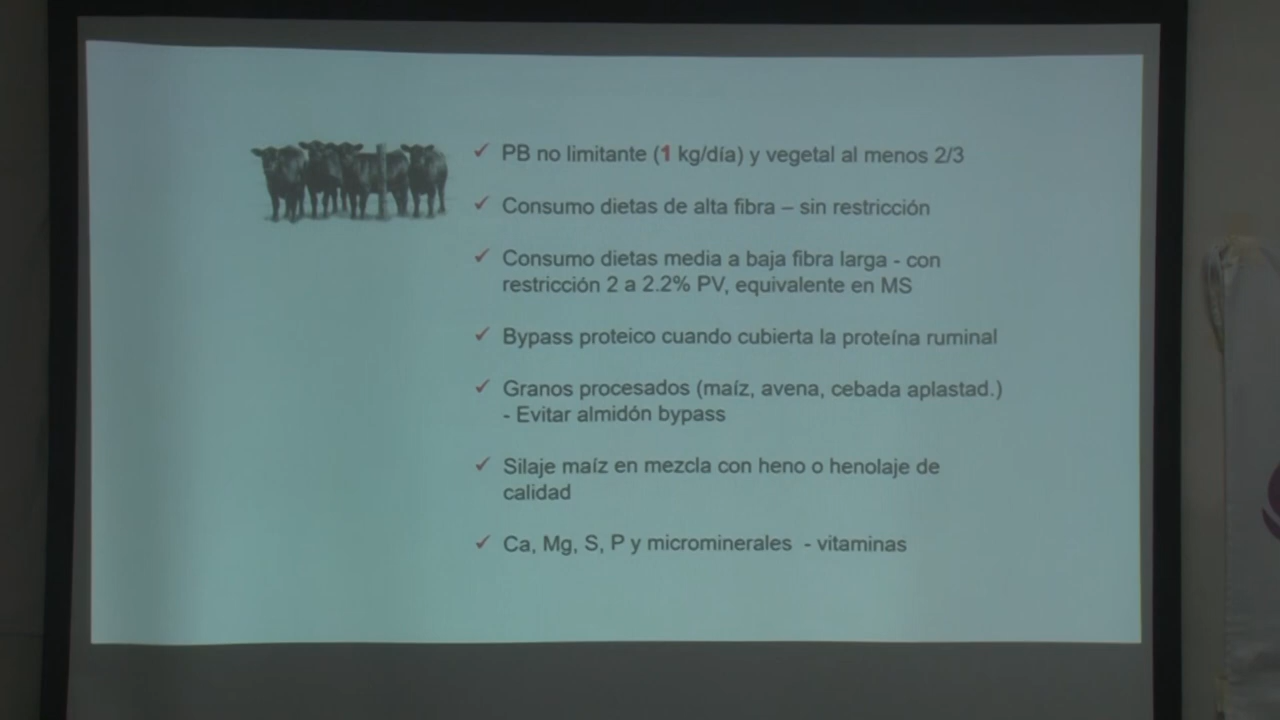 ✓ PB no limitante (1 kg/día) y vegetal al menos 2/3
✓ Consumo dietas de alta fibra – sin restricción
✓ Consumo dietas media a baja fibra larga - con
restricción 2 a 2.2% PV, equivalente en MS
✓ Bypass proteico cuando cubierta la proteína ruminal
✓ Granos procesados (maíz, avena, cebada aplastad.)
- Evitar almidón bypass
✓ Silaje maíz en mezcla con heno o henolaje de
calidad
✓ Ca, Mg, S, P y microminerales - vitaminas